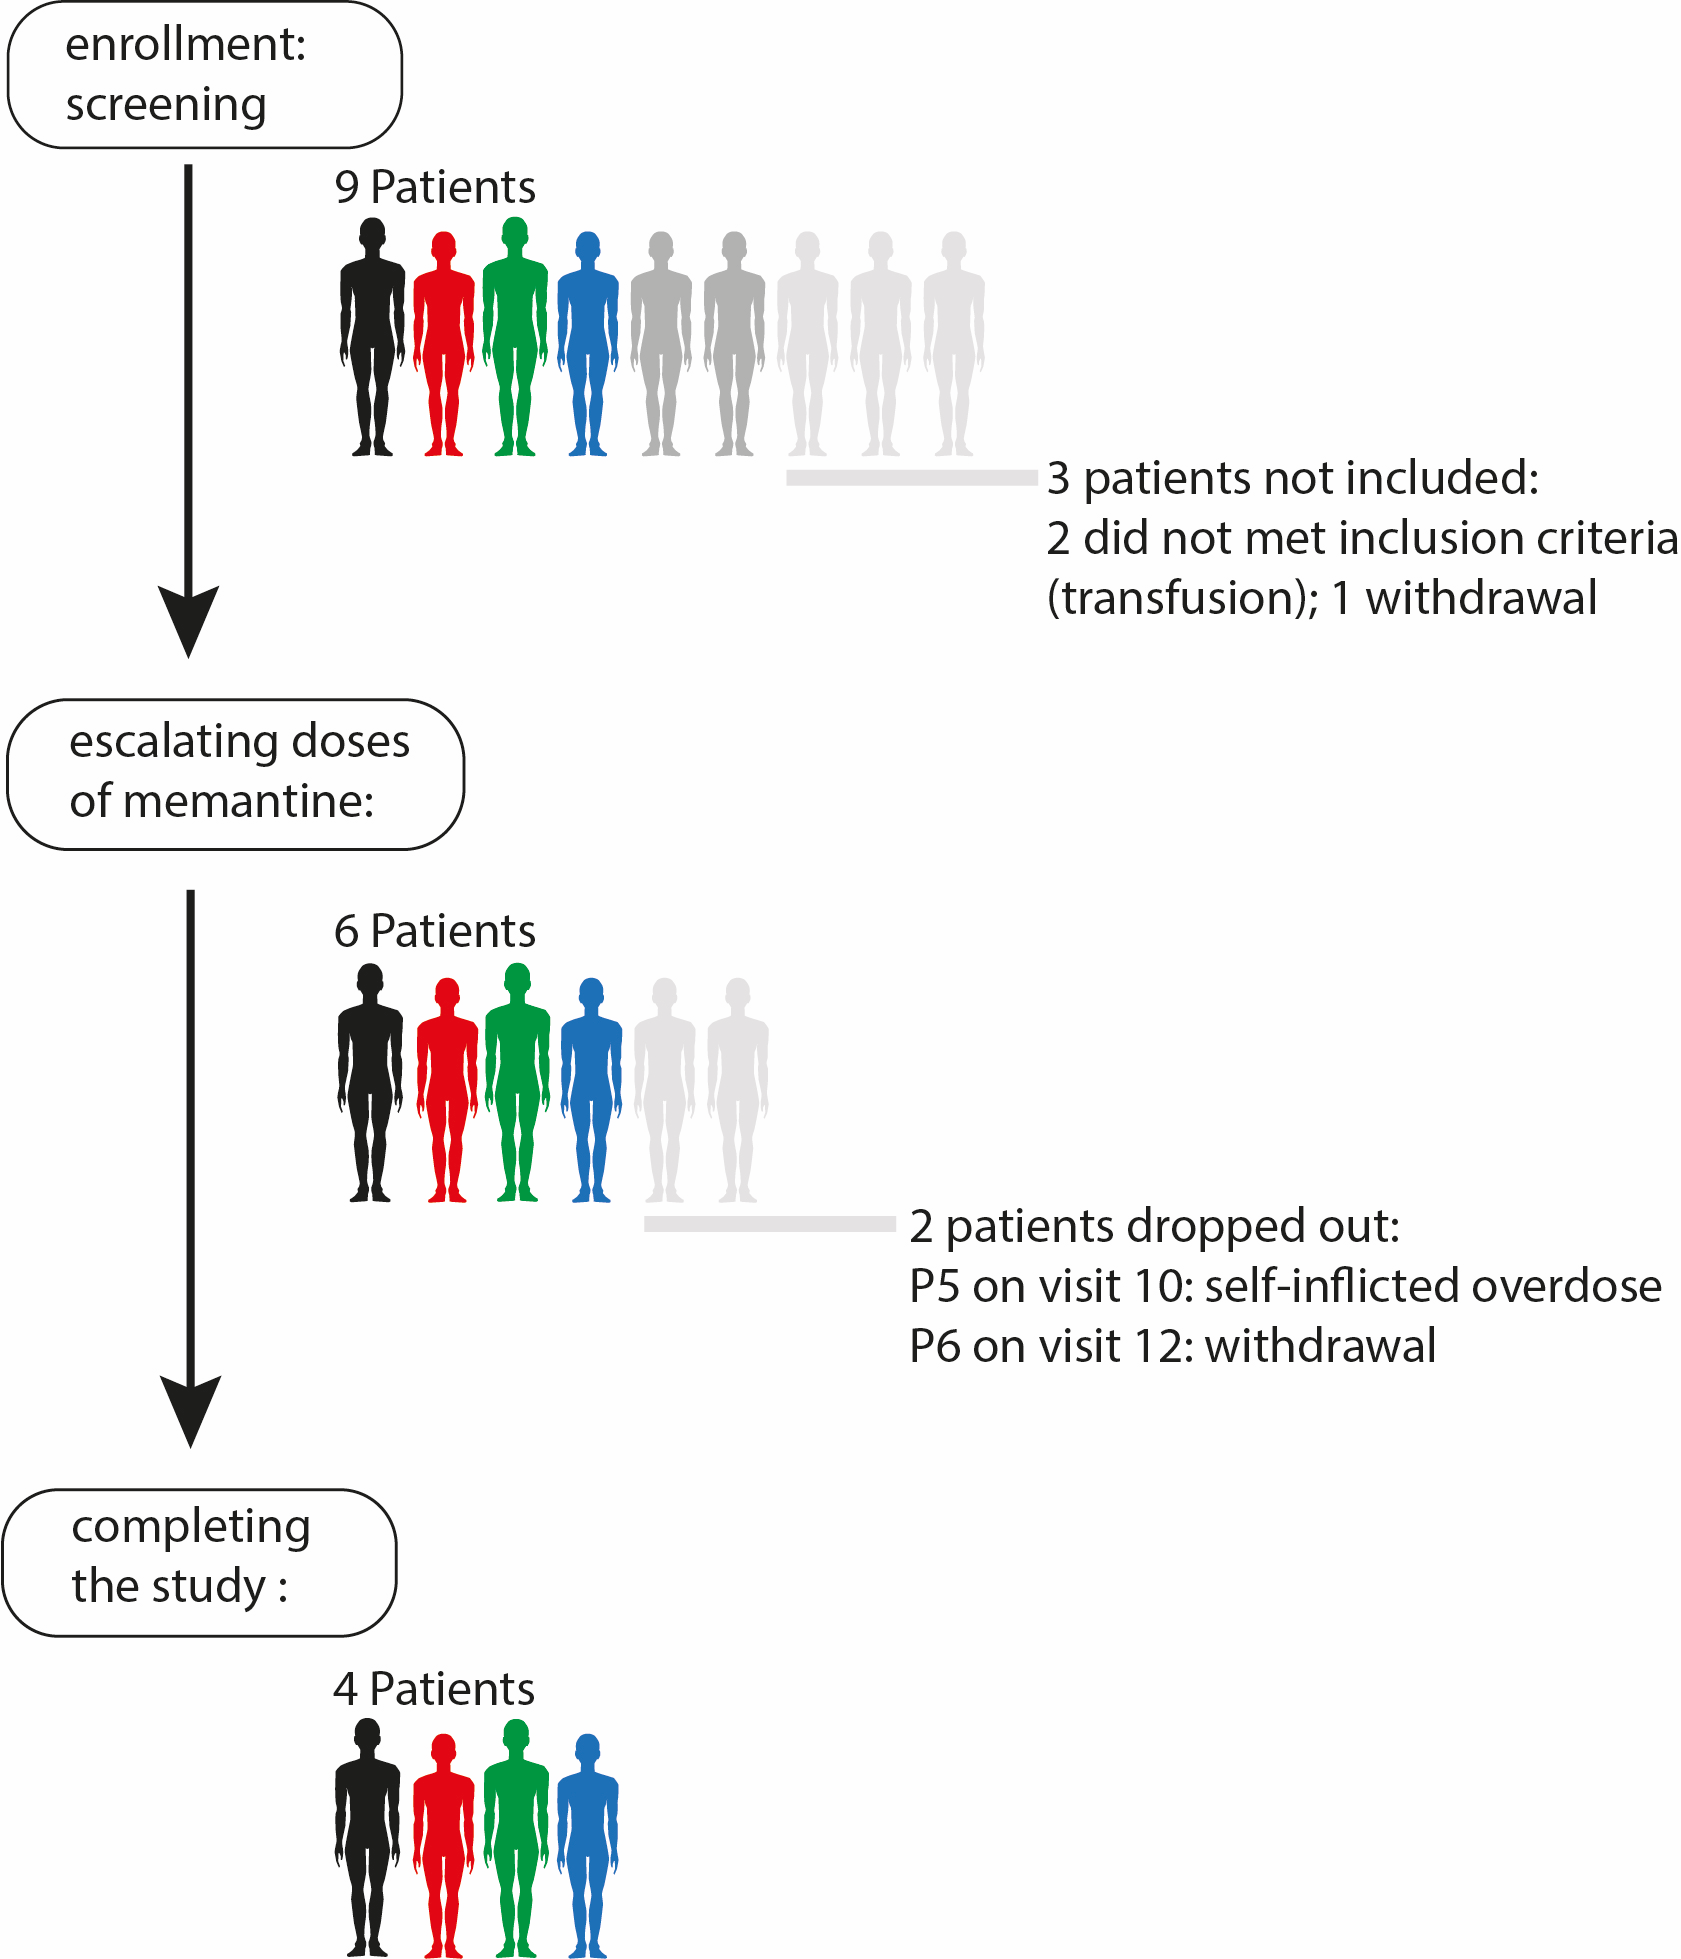 enrollment:
screening
9 Patients
3 patients not included:
2 did not met inclusion criteria
(transfusion); 1 withdrawal
escalating doses
of memantine:
6 Patients
2 patients dropped out:
P5 on visit 10: self-inflicted overdose
P6 on visit 12: withdrawal
completing
the study :
4 Patients